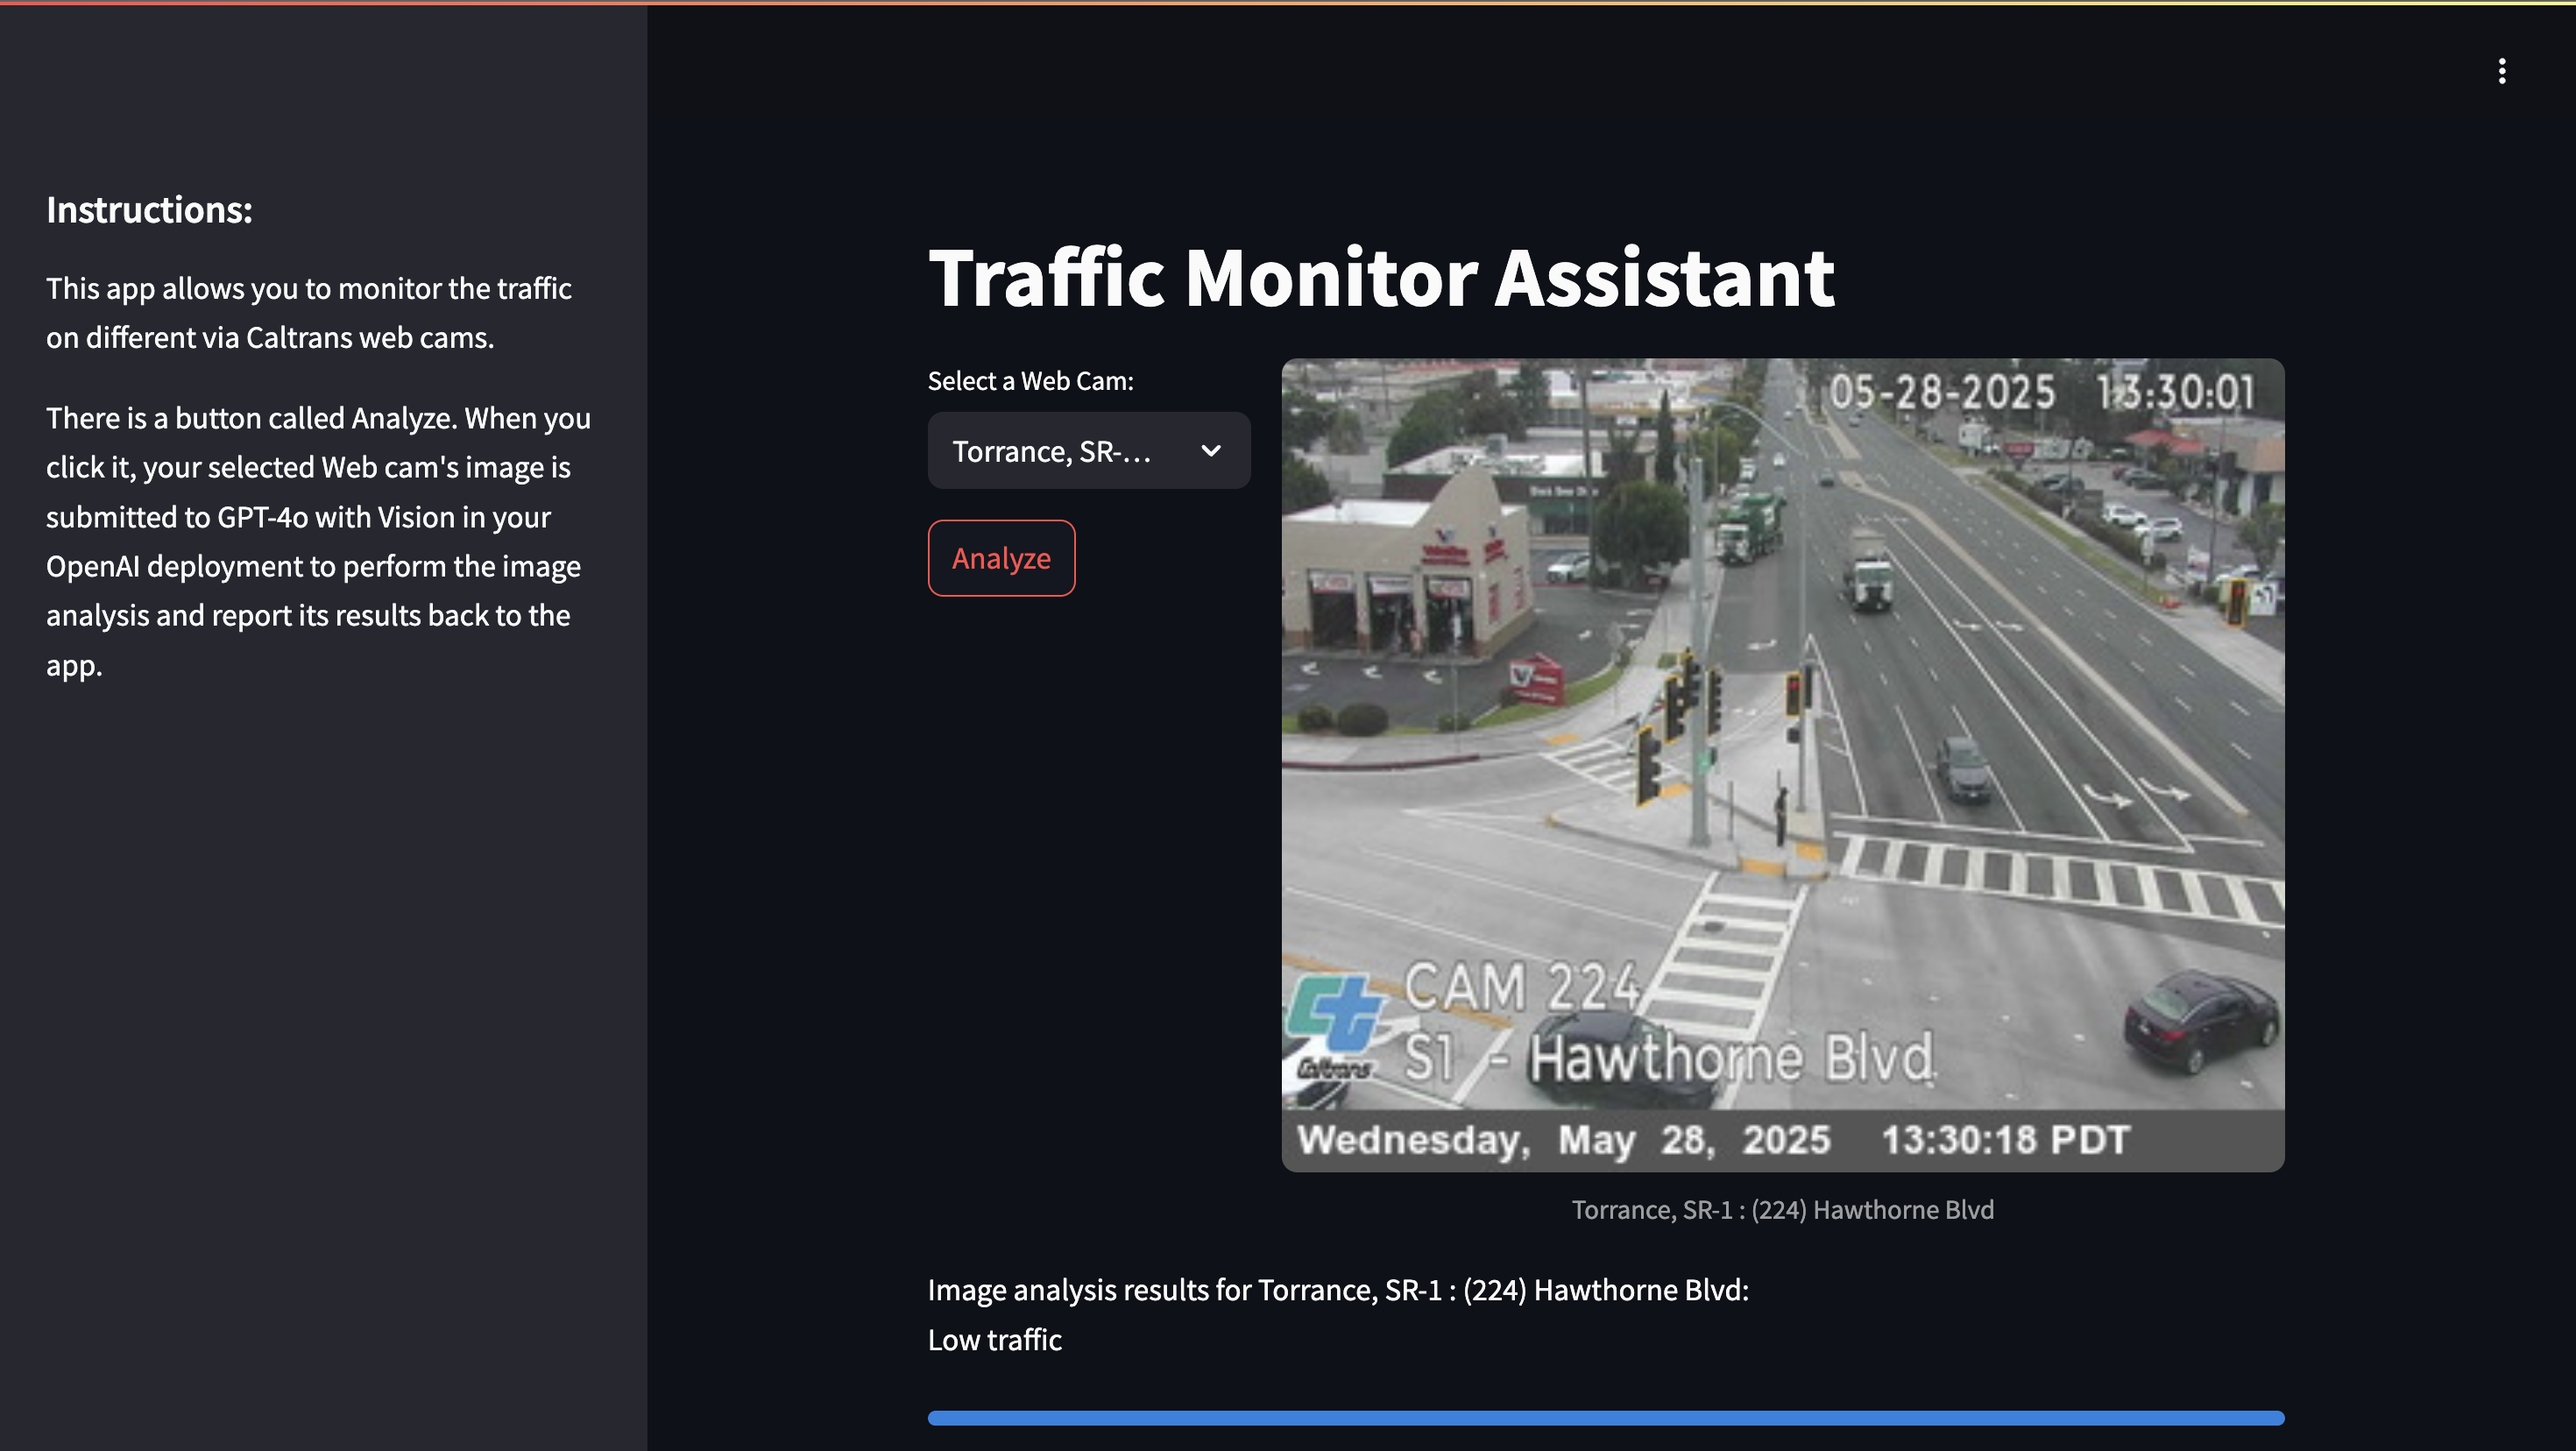 Instructions:
This app allows you to monitor the traffic
on different via Caltrans web cams.
There is a button called Analyze. When you
click it, your selected Web cam's image is
submitted to GPT-4o with Vision in your
OpenAI deployment to perform the image
analysis and report its results back to the
app.
Traffic Monitor Assistant
Select a Web Cam:
Torrance, SR-...
Analyze
05-28-2025 13:30:01
CAM 224
S1 - Hawthorne Blvd
Caltrans
Wednesday, May 28, 2025 13:30:18 PDT
Torrance, SR-1 : (224) Hawthorne Blvd
Image analysis results for Torrance, SR-1 : (224) Hawthorne Blvd:
Low traffic